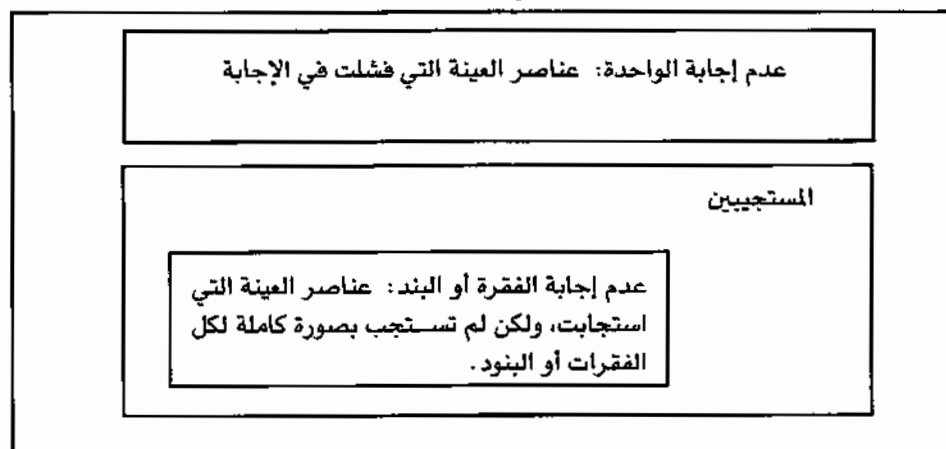 عدم إجابة الواحدة: عناصر العينة التي فشلت في الإجابة
المستجيبين
عدم إجابة الفقرة أو البند: عناصر العينة التي
استجابت، ولكن لم تستجب بصورة كاملة لكل
الفقرات أو البنود.